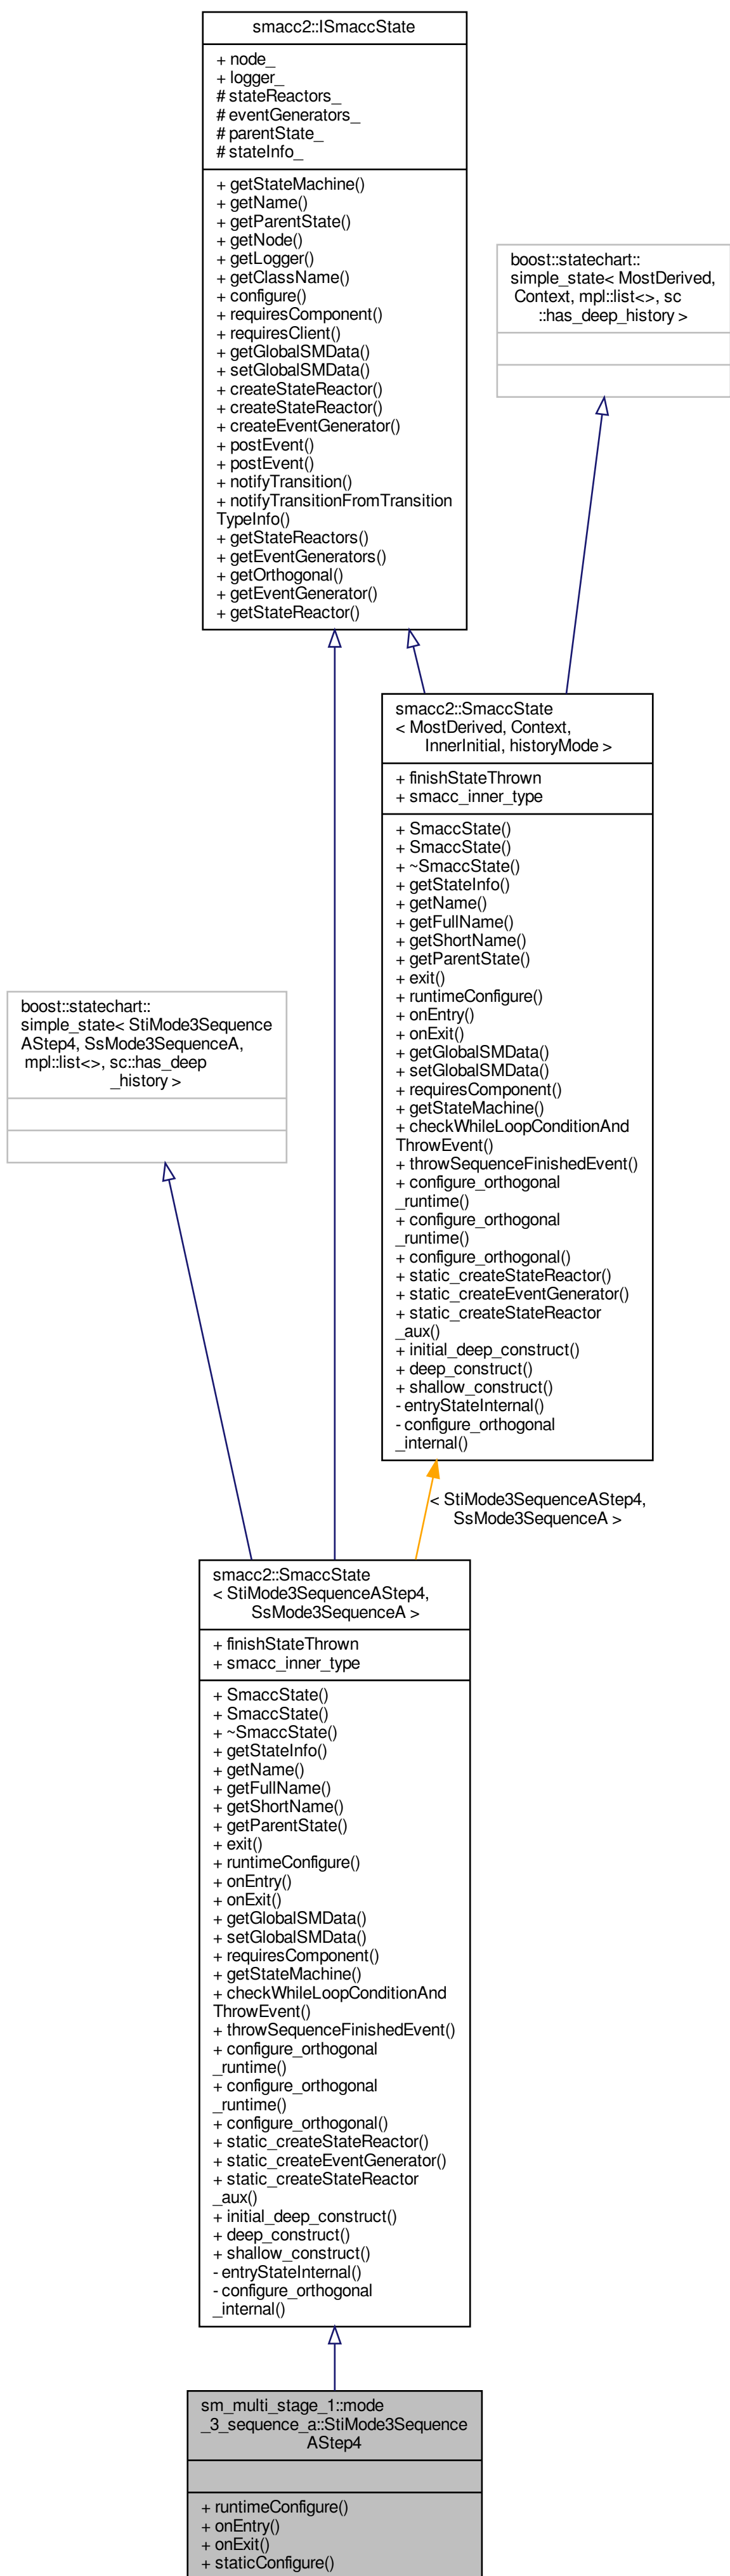 smacc2::ISmaccState
+ node_
+ logger_
# stateReactors_
# eventGenerators_
# parentState_
# stateInfo_
+ getStateMachine()
+ getName()
+ getParentState()
+ getNode()
+ getLogger()
+ getClassName()
+ configure()
+ requiresComponent()
+ requiresClient()
+ getGlobalSMData()
+ setGlobalSMData()
+ createStateReactor()
+ createStateReactor()
+ createEventGenerator()
+ postEvent()
+ postEvent()
+ notifyTransition()
+ notifyTransitionFromTransition
TypeInfo()
+ getStateReactors()
+ getEventGenerators()
+ getOrthogonal()
+ getEventGenerator()
+ getStateReactor()
boost::statechart::
simple_state< MostDerived,
Context, mpl::list<>, sc
::has_deep_history >
smacc2::SmaccState
< MostDerived, Context,
InnerInitial, historyMode >
+ finishStateThrown
+ smacc_inner_type
+ SmaccState()
+ SmaccState()
+ ~SmaccState()
+ getStateInfo()
+ getName()
+ getFullName()
+ getShortName()
+ getParentState()
+ exit()
+ runtimeConfigure()
+ onEntry()
+ onExit()
+ getGlobalSMData()
+ setGlobalSMData()
+ requiresComponent()
+ getStateMachine()
+ checkWhileLoopConditionAnd
ThrowEvent()
+ throwSequenceFinishedEvent()
+ configure_orthogonal
_runtime()
+ configure_orthogonal
_runtime()
+ configure_orthogonal()
+ static_createStateReactor()
+ static_createEventGenerator()
+ static_createStateReactor
_aux()
+ initial_deep_construct()
+ deep_construct()
+ shallow_construct()
- entryStateInternal()
- configure_orthogonal
_internal()
boost::statechart::
simple_state< StiMode3Sequence
AStep4, SsMode3SequenceA,
mpl::list<>, sc::has_deep
_history >
< StiMode3SequenceAStep4,
SsMode3SequenceA >
smacc2::SmaccState
< StiMode3SequenceAStep4,
SsMode3SequenceA >
+ finishStateThrown
+ smacc_inner_type
+ SmaccState()
+ SmaccState()
+ ~SmaccState()
+ getStateInfo()
+ getName()
+ getFullName()
+ getShortName()
+ getParentState()
+ exit()
+ runtimeConfigure()
+ onEntry()
+ onExit()
+ getGlobalSMData()
+ setGlobalSMData()
+ requiresComponent()
+ getStateMachine()
+ checkWhileLoopConditionAnd
ThrowEvent()
+ throwSequenceFinishedEvent()
+ configure_orthogonal
_runtime()
+ configure_orthogonal
_runtime()
+ configure_orthogonal()
+ static_createStateReactor()
+ static_createEventGenerator()
+ static_createStateReactor
_aux()
+ initial_deep_construct()
+ deep_construct()
+ shallow_construct()
- entryStateInternal()
- configure_orthogonal
_internal()
sm_multi_stage_1::mode
_3_sequence_a::StiMode3Sequence
AStep4
+ runtimeConfigure()
+ onEntry()
+ onExit()
+ staticConfigure()